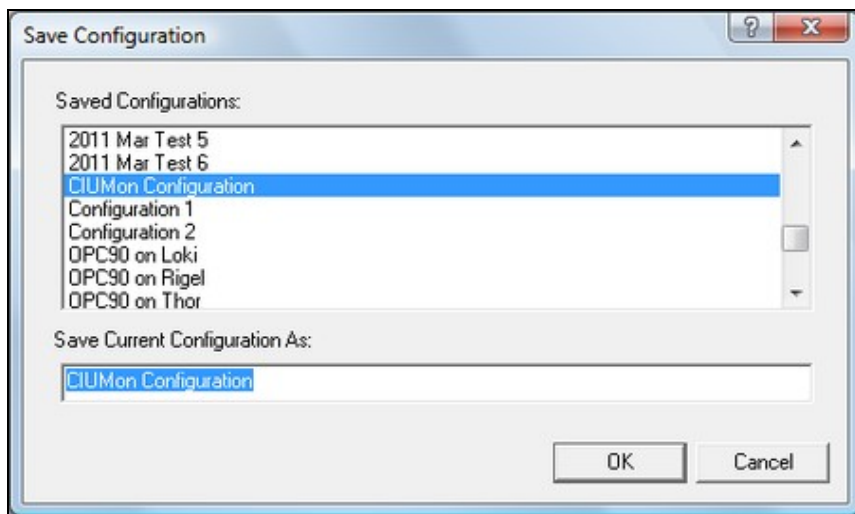 Save Configuration
Saved Configurations:
2011 Mar Test 5
2011 Mar Test 6
CIUMon Configuration
Configuration 1
Configuration 2
OPC90 on Loki
OPC90 on Rigel
OPC90 on Thor
Save Current Configuration As:
CIUMon Configuration
OK Cancel